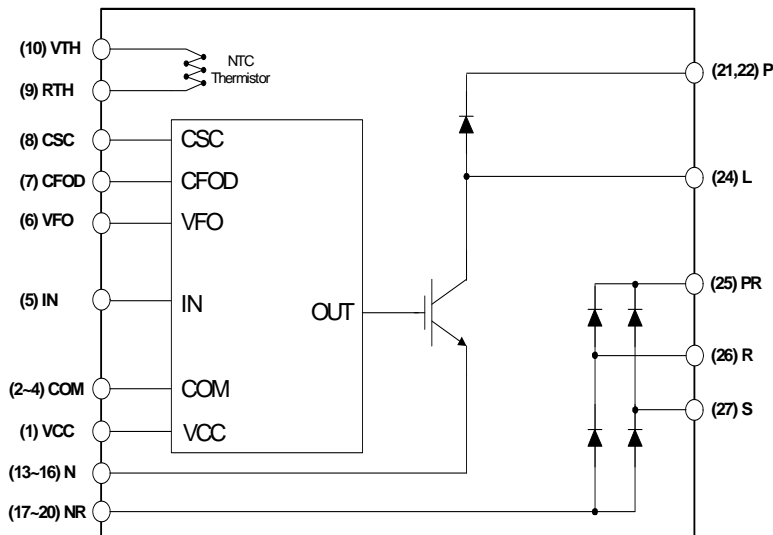 (10) VTH
NTC
Thermistor
(9) RTH
(21,22) P
(8) CSC
CSC
(7) CFOD
CFOD
(24) L
(6) VFO
VFO
(25) PR
(5) IN
IN
OUT
(26) R
(2~4) COM
COM
(27) S
(1) VCC
VCC
(13~16) N
(17~20) NR